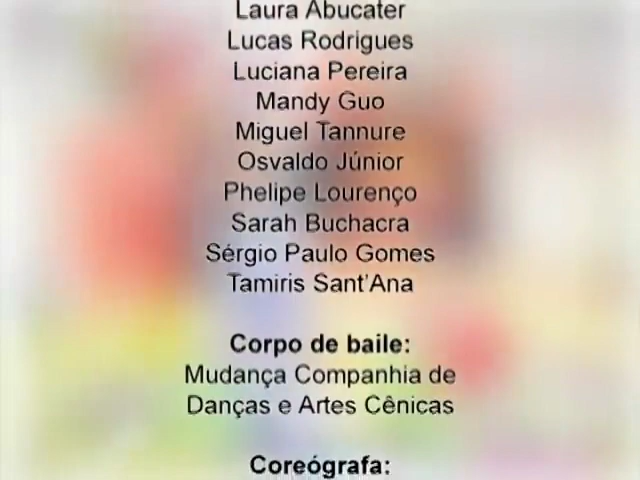 Laura Abucater
Lucas Rodrigues
Luciana Pereira
Mandy Guo
Miguel Tannure
Osvaldo Júnior
Phelipe Lourenço
Sarah Buchacra
Sérgio Paulo Gomes
Tamiris Sant'Ana
Corpo de baile:
Mudança Companhia de
Danças e Artes Cênicas
Coreógrafa: